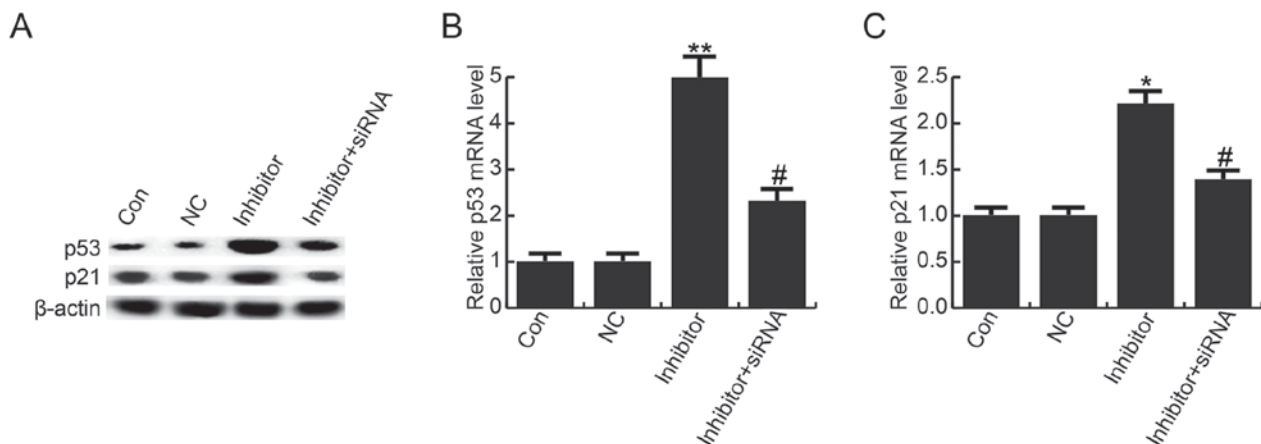 A
Con
NC
Inhibitor
Inhibitor+siRNA
p53
p21
β-actin
B
Relative p53 mRNA level
5
4
3
2
1
0
**
#
Con
NC
Inhibitor
Inhibitor+siRNA
C
Relative p21 mRNA level
2.5
2.0
1.5
1.0
0.5
0.0
*
#
Con
NC
Inhibitor
Inhibitor+siRNA